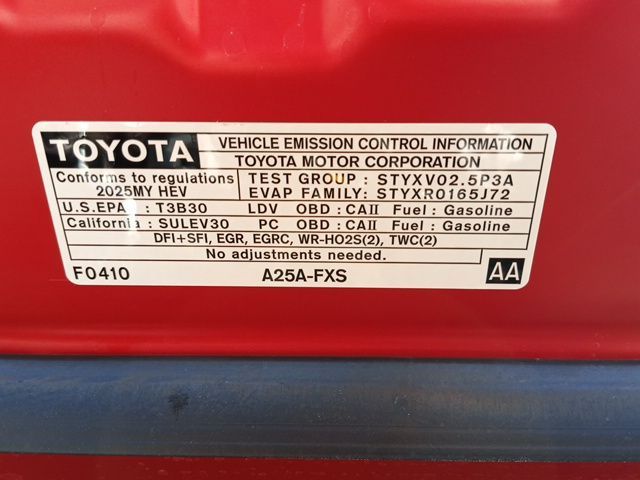 TOYOTA VEHICLE EMISSION CONTROL INFORMATION
TOYOTA MOTOR CORPORATION
Conforms to regulations TEST GROUP: STYXV02.5P3A
2025MY HEV EVAP FAMILY: STYXR0165J72
U.S.EPA : T3B30 LDV OBD : CAII Fuel : Gasoline
California : SULEV30 PC OBD : CAII Fuel : Gasoline
DFI+SFI, EGR, EGRC, WR-HO2S(2), TWC(2)
No adjustments needed.
F0410 A25A-FXS AA